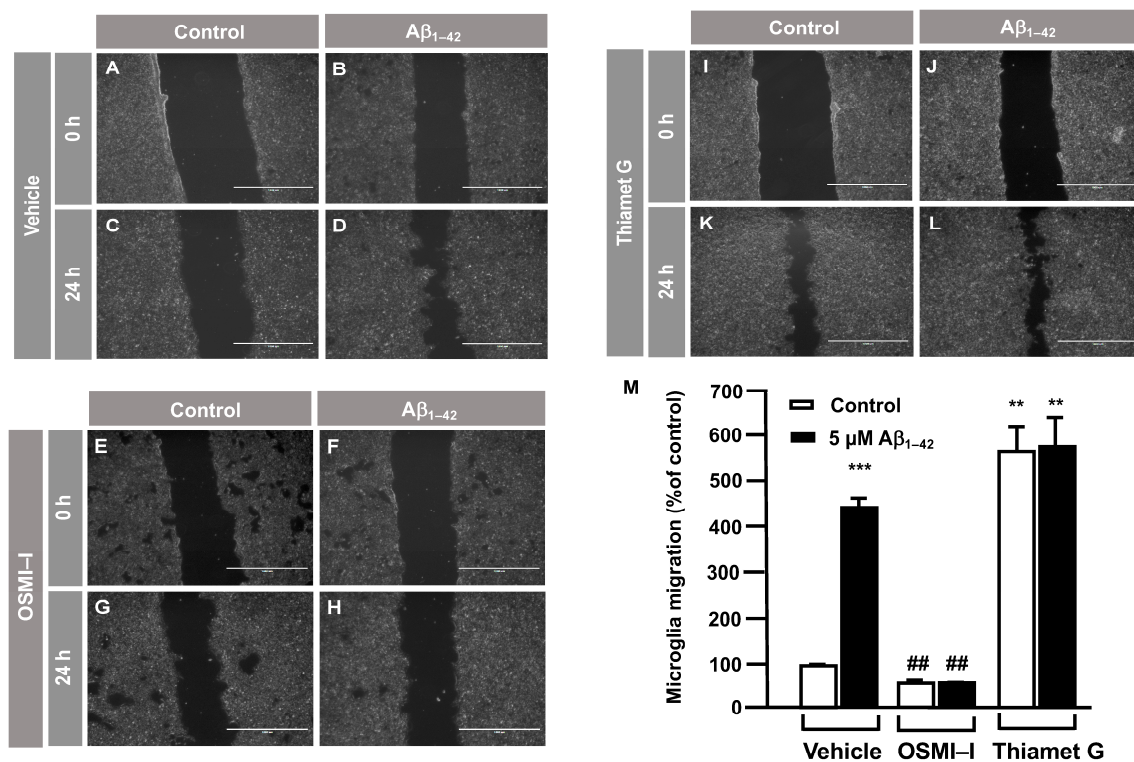 Control Aβ1–42
Vehicle
0 h
A B
24 h
C D
Control Aβ1–42
Thiamet G
0 h
I J
24 h
K L
Control Aβ1–42
OSMI–I
0 h
E F
24 h
G H
M
Microglia migration (%of control)
700
600
500
400
300
200
100
0
Control
5 µM Aβ1–42
***
## ##
** **
Vehicle OSMI–I Thiamet G